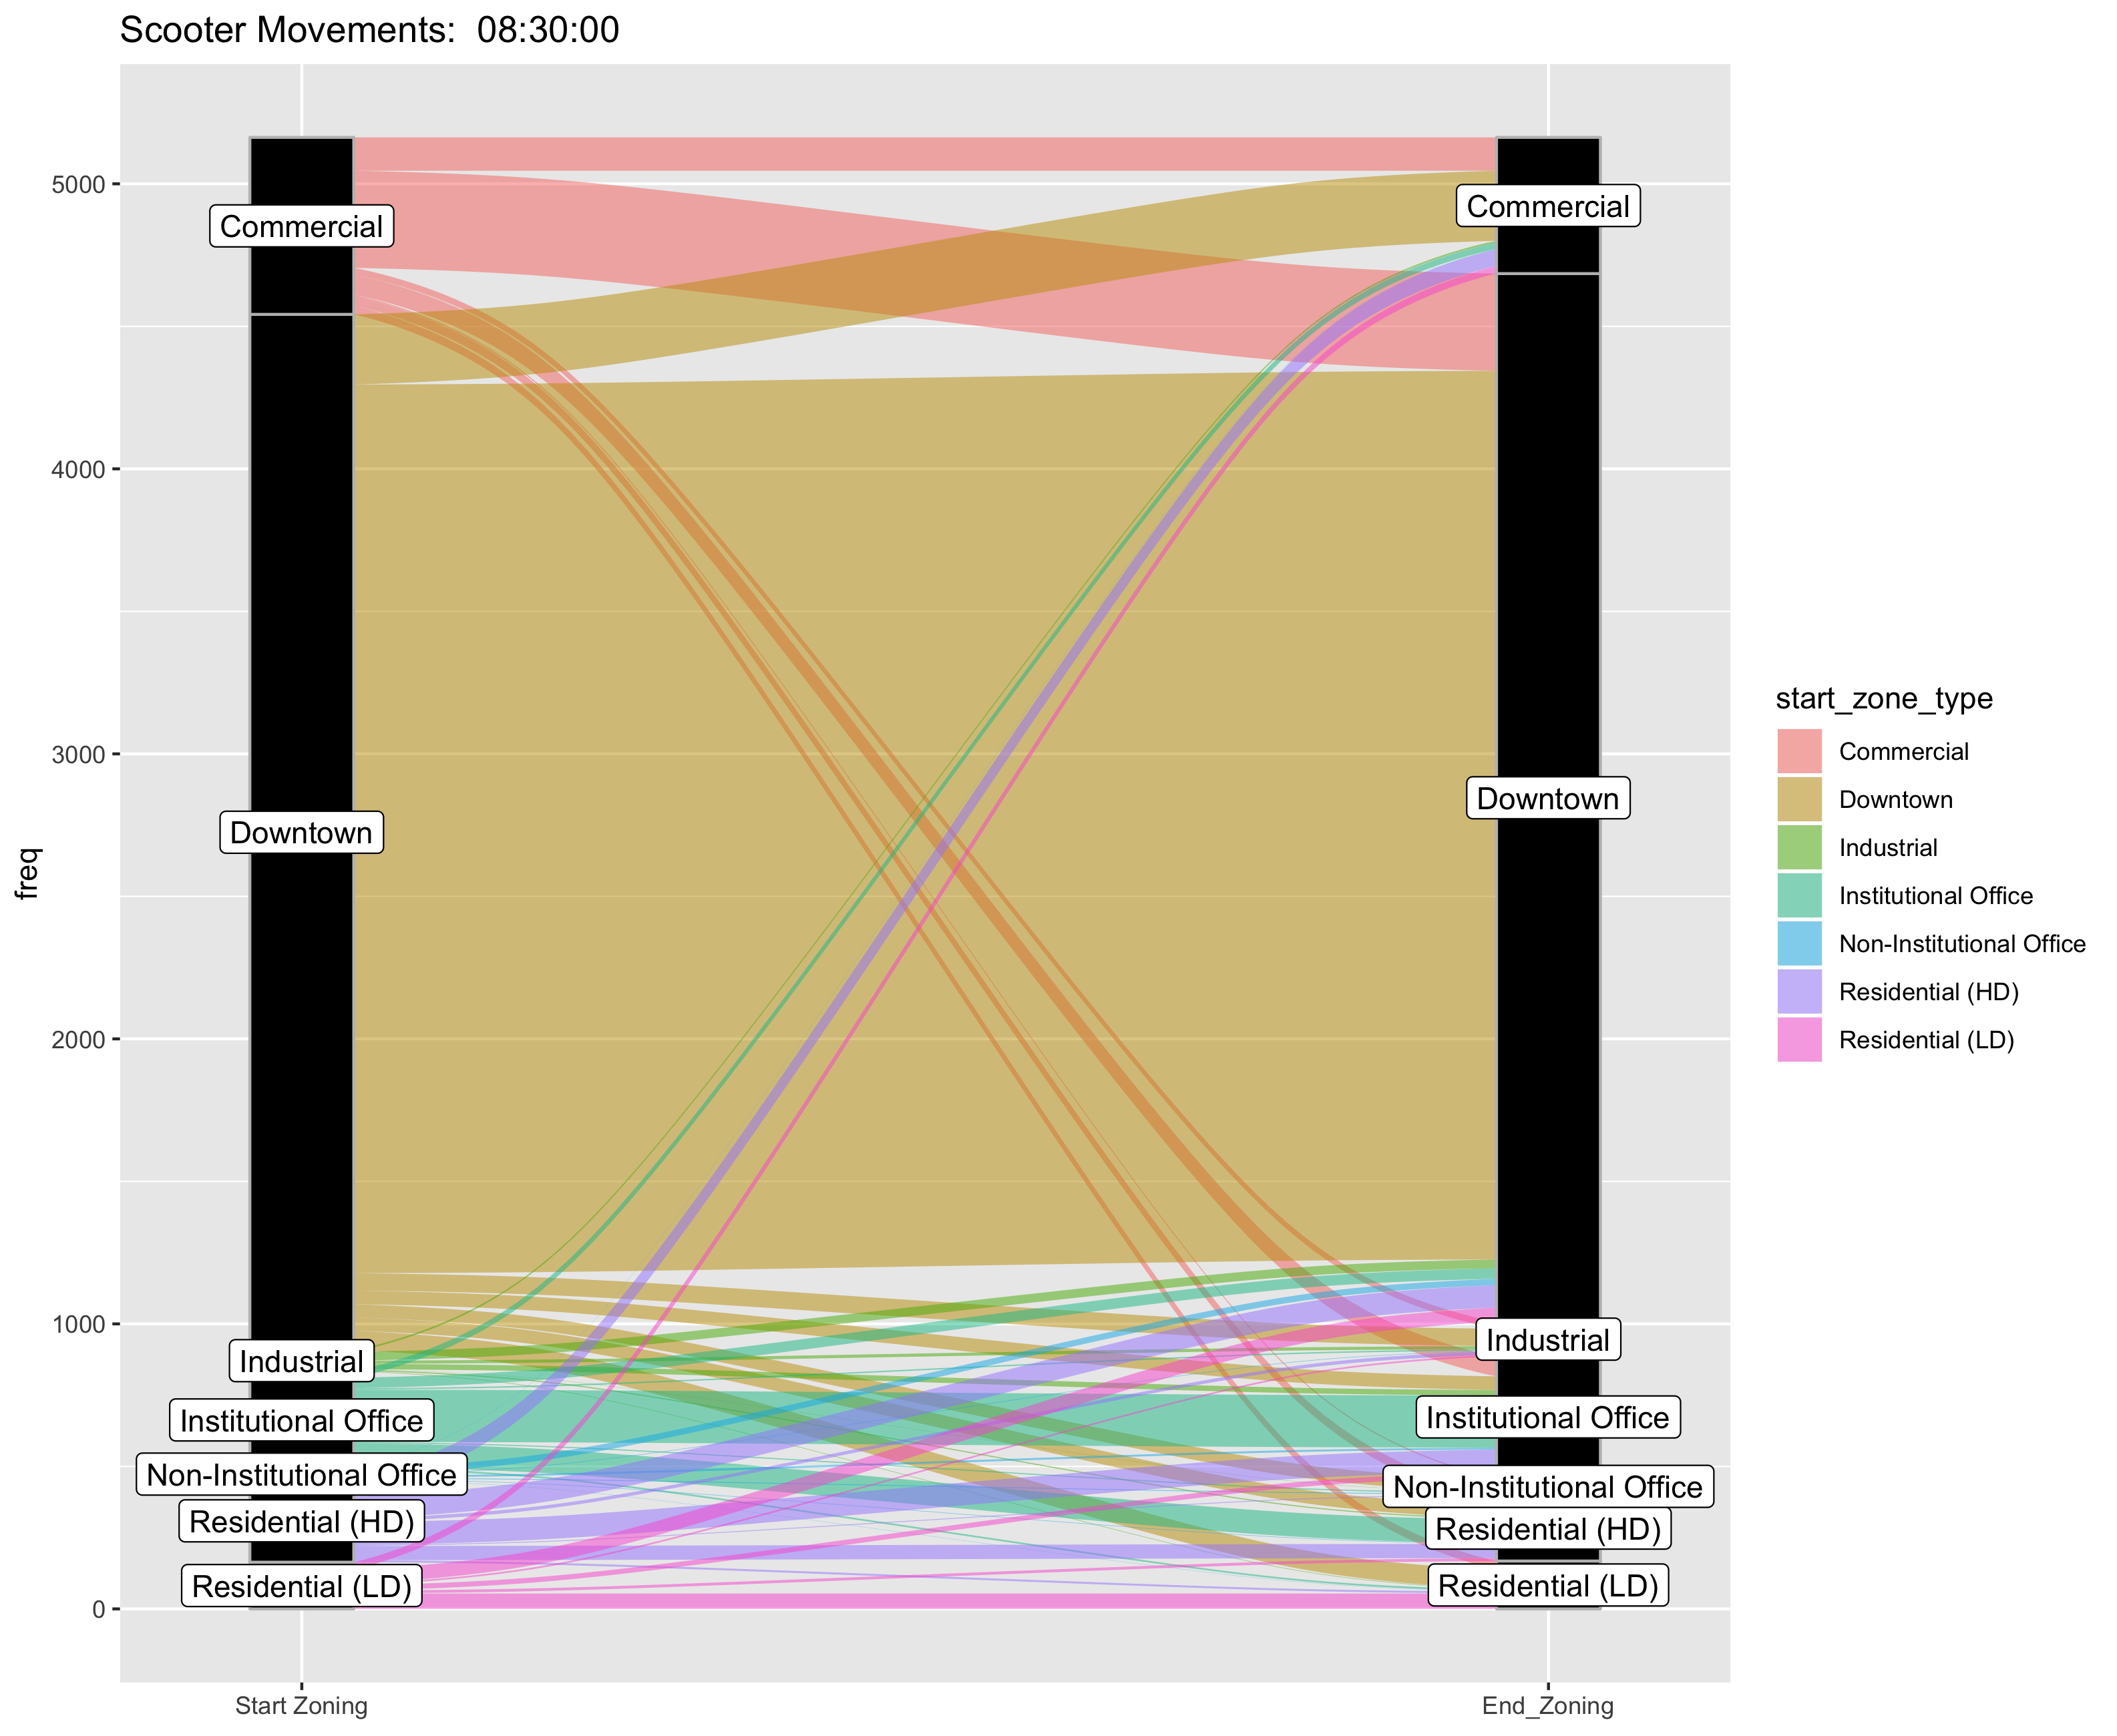 Scooter Movements:  08:30:00
freq
5000
4000
3000
2000
1000
0
Commercial
Downtown
Industrial
Institutional Office
Non-Institutional Office
Residential (HD)
Residential (LD)
Commercial
Downtown
Industrial
Institutional Office
Non-Institutional Office
Residential (HD)
Residential (LD)
Start Zoning
End_Zoning
start_zone_type
Commercial
Downtown
Industrial
Institutional Office
Non-Institutional Office
Residential (HD)
Residential (LD)